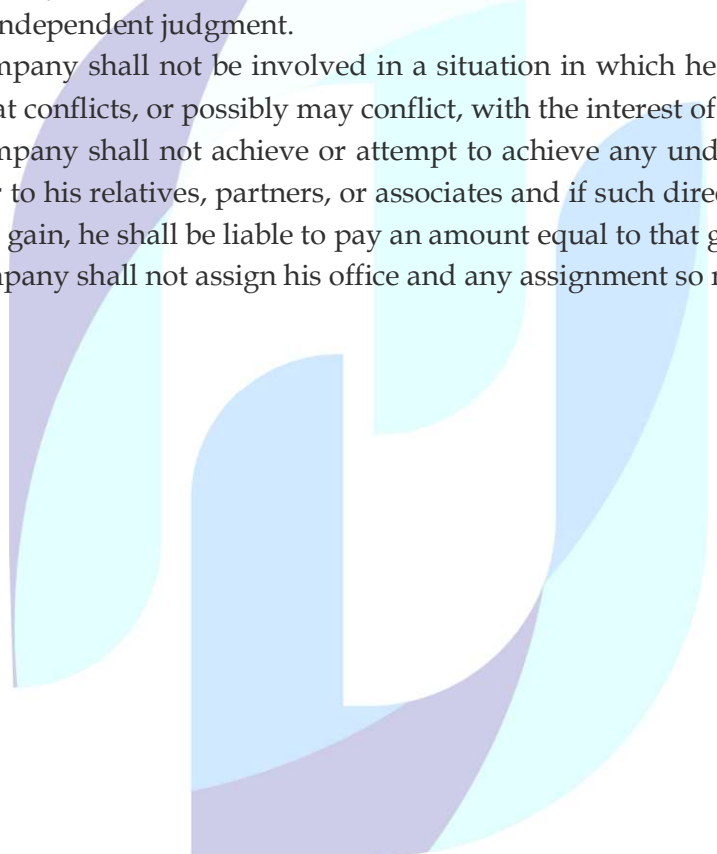 ndependent judgment.
mpany shall not be involved in a situation in which he
at conflicts, or possibly may conflict, with the interest of
mpany shall not achieve or attempt to achieve any und
r to his relatives, partners, or associates and if such direc
gain, he shall be liable to pay an amount equal to that g
mpany shall not assign his office and any assignment so